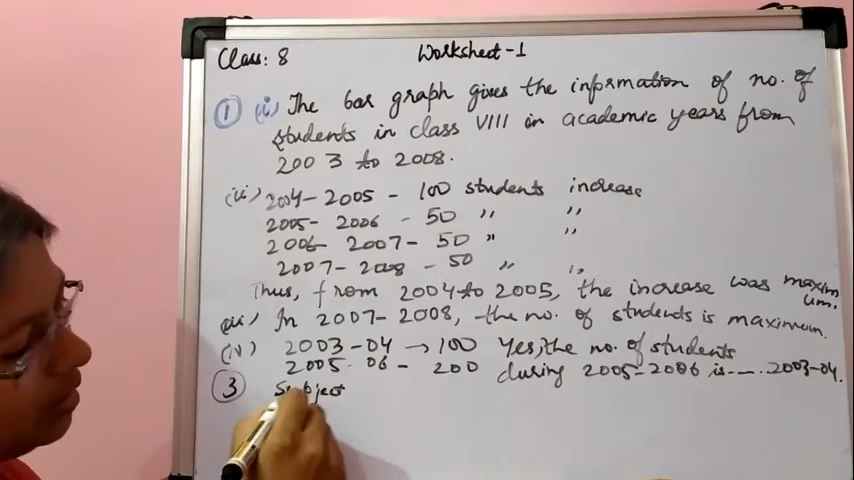 Class: 8 Worksheet-1
① (i) The bar graph gives the information of no. of
students in class VIII in academic years from
2003 to 2008.
(ii) 2004-2005 - 100 students increase
2005- 2006 - 50 " "
2006- 2007- 50 " "
2007- 2008 - 50 " "
Thus, from 2004 to 2005, the increase was maxim
um.
(iii) In 2007-2008, the no. of students is maximum.
(iv) 2003-04 → 100 Yes, the no. of students
2005-06 - 200 during 2005-2006 is .... 2003-04.
③ Subject